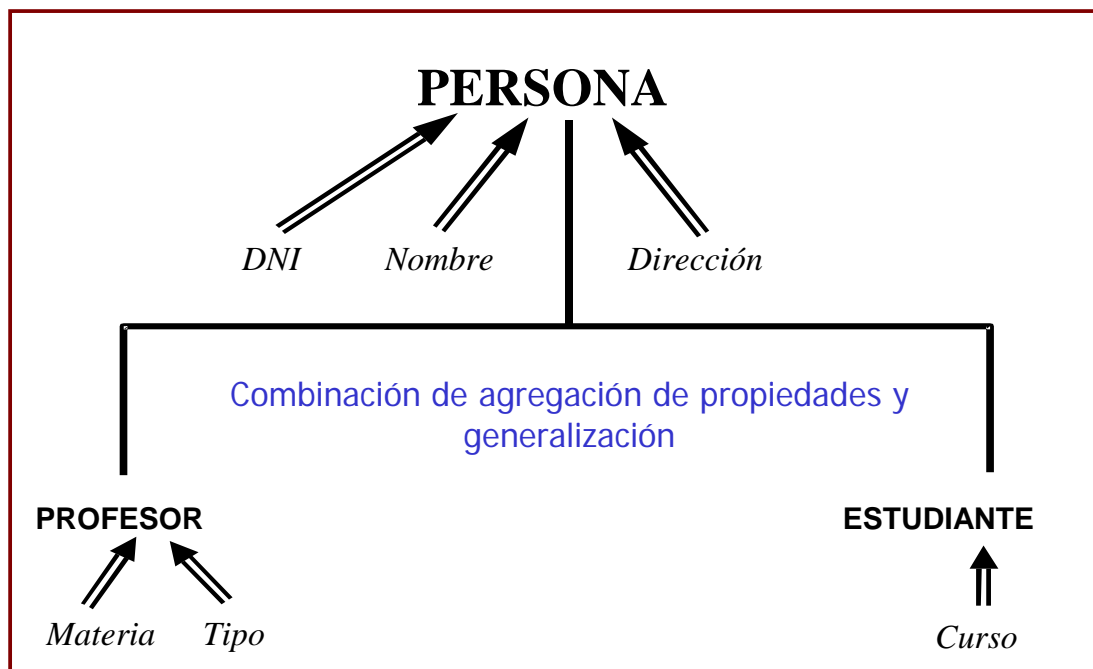 PERSONA
DNI Nombre Dirección
Combinación de agregación de propiedades y
generalización
PROFESOR ESTUDIANTE
Materia Tipo Curso